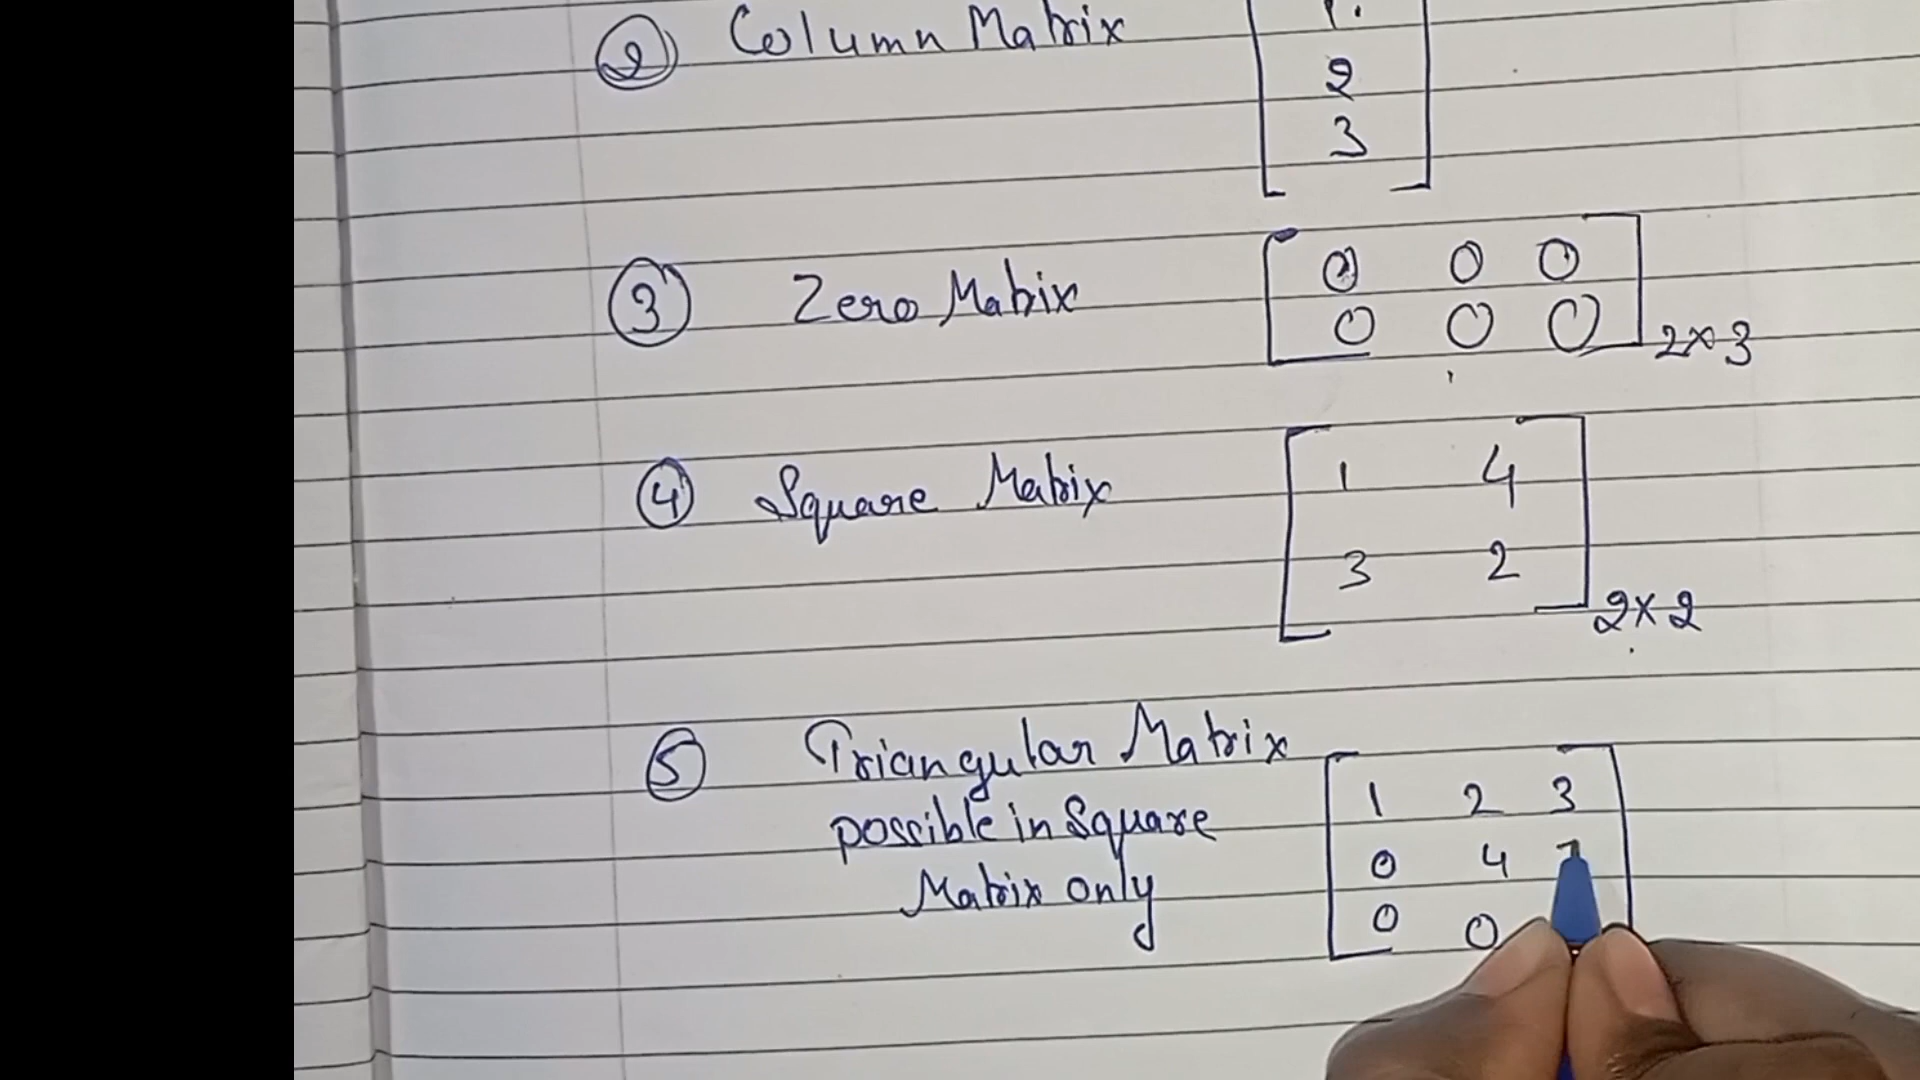 ② Column Matrix
2
3
③ Zero Matrix
0 0 0
0 0 0 2×3
④ Square Matrix
1 4
3 2
2×2
⑤ Triangular Matrix
possible in Square
Matrix only
1 2 3
0 4
0 0